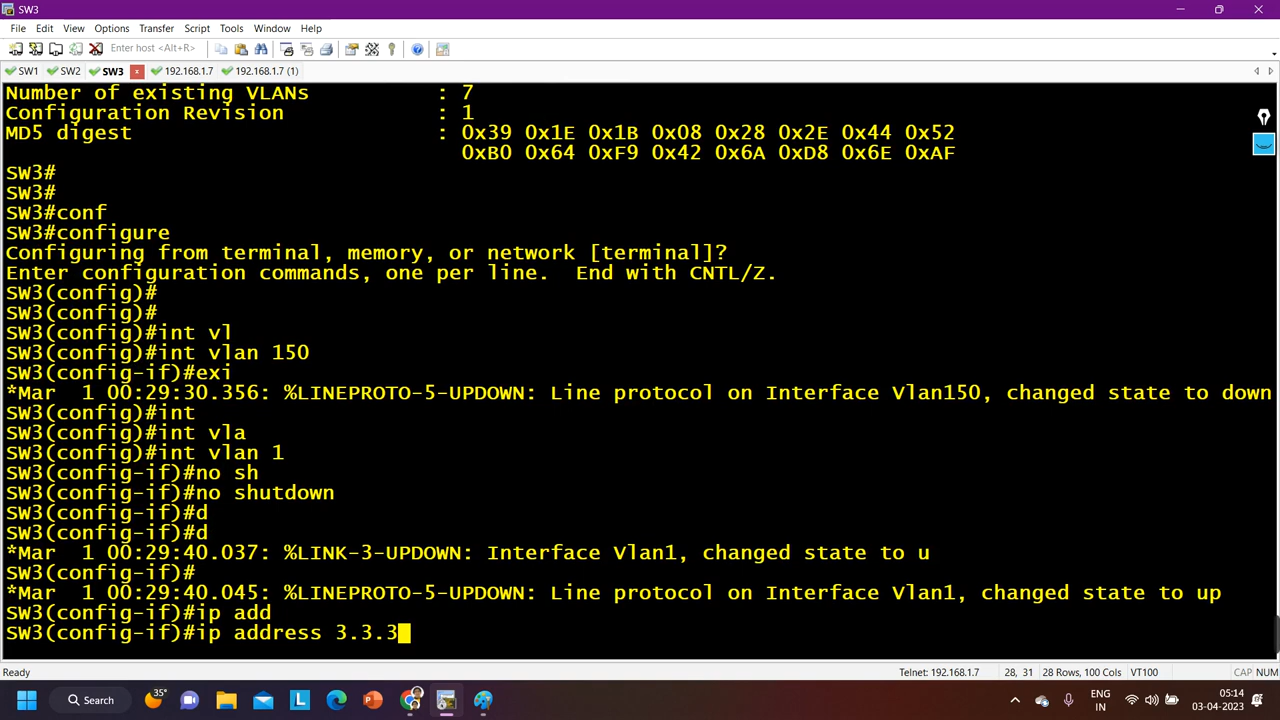 SW3
File Edit View Options Transfer Script Tools Window Help
Enter host <Alt+R>
SW1 SW2 SW3 x 192.168.1.7 192.168.1.7 (1)
Number of existing VLANs : 7
Configuration Revision : 1
MD5 digest : 0x39 0x1E 0x1B 0x08 0x28 0x2E 0x44 0x52
0xB0 0x64 0xF9 0x42 0x6A 0xD8 0x6E 0xAF
SW3#
SW3#
SW3#conf
SW3#configure
Configuring from terminal, memory, or network [terminal]?
Enter configuration commands, one per line. End with CNTL/Z.
SW3(config)#
SW3(config)#
SW3(config)#int vl
SW3(config)#int vlan 150
SW3(config-if)#exi
*Mar 1 00:29:30.356: %LINEPROTO-5-UPDOWN: Line protocol on Interface Vlan150, changed state to down
SW3(config)#int
SW3(config)#int vla
SW3(config)#int vlan 1
SW3(config-if)#no sh
SW3(config-if)#no shutdown
SW3(config-if)#d
SW3(config-if)#d
*Mar 1 00:29:40.037: %LINK-3-UPDOWN: Interface Vlan1, changed state to u
SW3(config-if)#
*Mar 1 00:29:40.045: %LINEPROTO-5-UPDOWN: Line protocol on Interface Vlan1, changed state to up
SW3(config-if)#ip add
SW3(config-if)#ip address 3.3.3
Ready Telnet: 192.168.1.7 28, 31 28 Rows, 100 Cols VT100 CAP NUM
Search 35° L P ENG 05:14
IN 03-04-2023